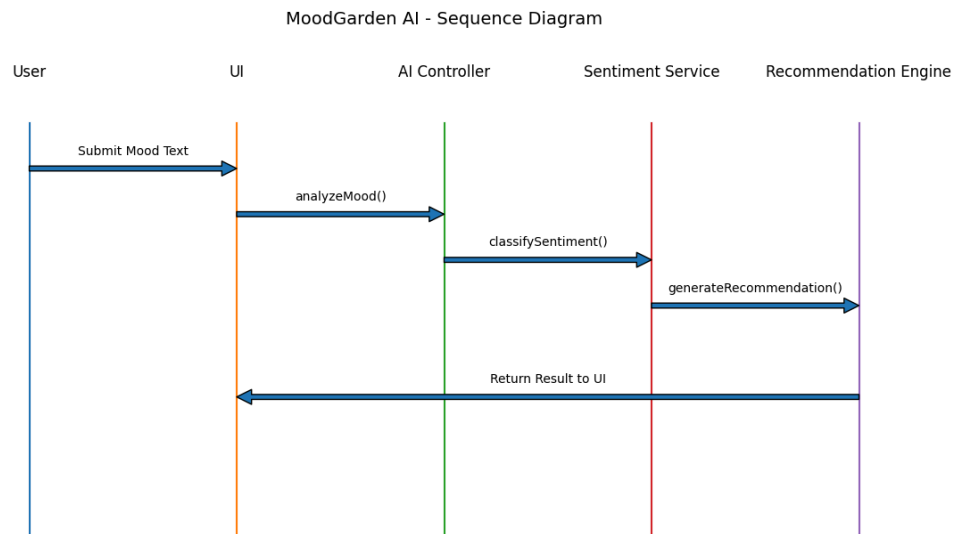 MoodGarden AI - Sequence Diagram
User
UI
AI Controller
Sentiment Service
Recommendation Engine
Submit Mood Text
analyzeMood()
classifySentiment()
generateRecommendation()
Return Result to UI